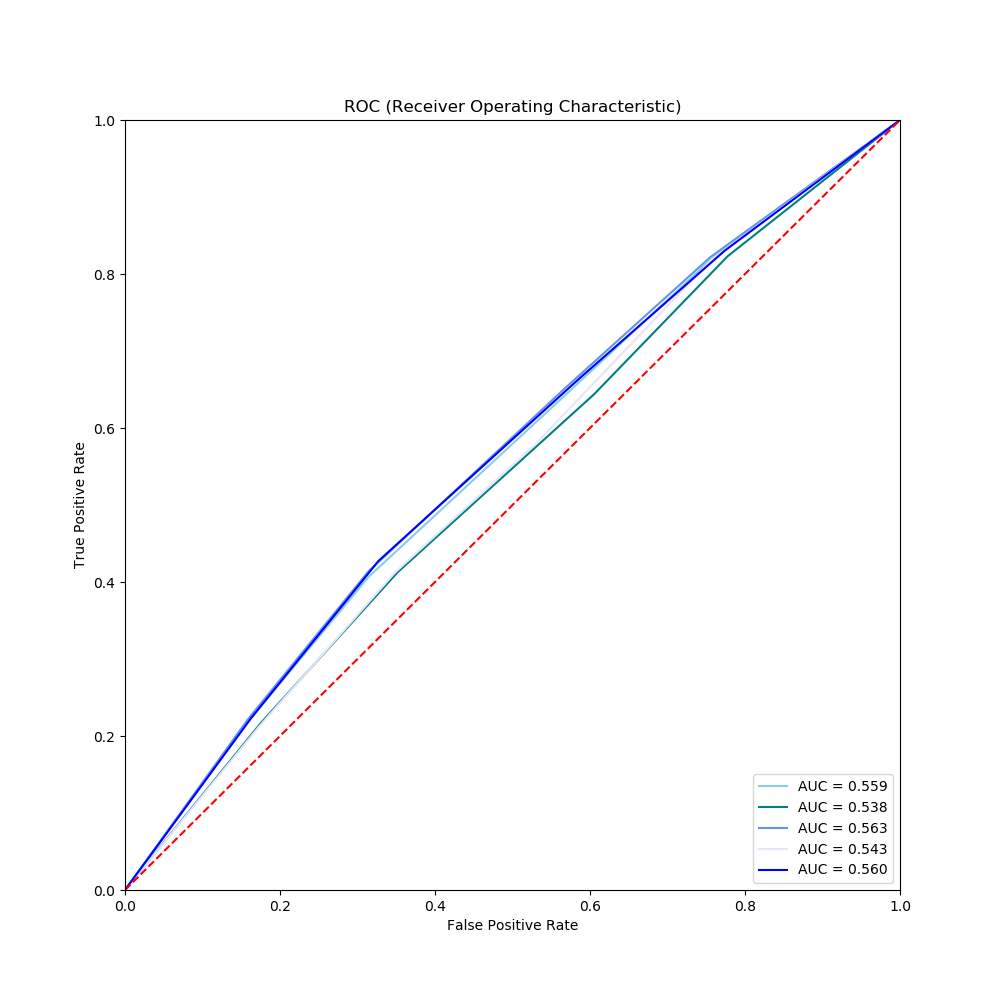 ROC (Receiver Operating Characteristic)
1.0
0.8
0.6
0.4
0.2
0.0
True Positive Rate
AUC = 0.559
AUC = 0.538
AUC = 0.563
AUC = 0.543
AUC = 0.560
0.0 0.2 0.4 0.6 0.8 1.0
False Positive Rate